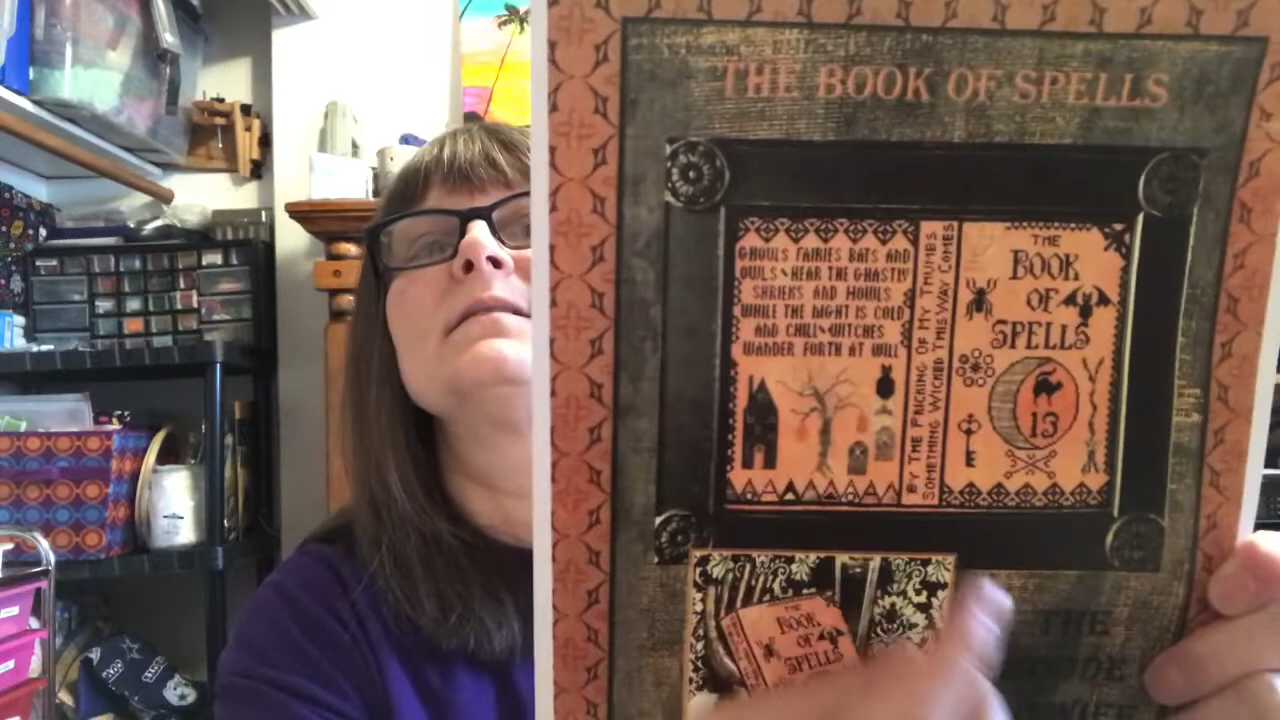 THE BOOK OF SPELLS
GHOULS FAIRIES BATS AND
OWLS HEAR THE GHASTLY
SHRIEKS AND HOWLS
WHILE THE NIGHT IS COLD
AND CHILL WITCHES
WANDER FORTH AT WILL
BY THE PRICKING OF MY THUMBS
SOMETHING WICKED THIS WAY COMES
THE
BOOK
OF
SPELLS
13
THE
BOOK
OF
SPELLS
THE